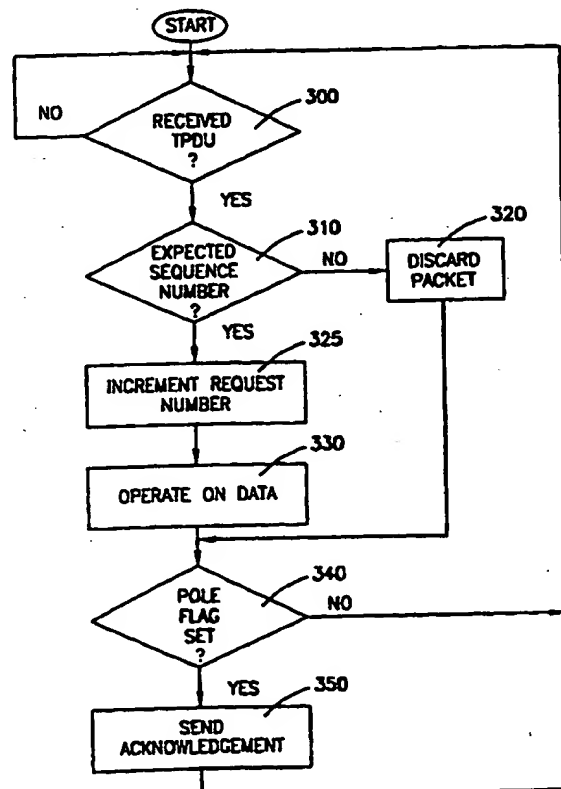 START
300
NO
RECEIVED
TPDU
?
YES
310
320
EXPECTED
SEQUENCE
NUMBER
?
NO
DISCARD
PACKET
YES
325
INCREMENT REQUEST
NUMBER
330
OPERATE ON DATA
340
POLE
FLAG
SET
?
NO
YES
350
SEND
ACKNOWLEDGEMENT